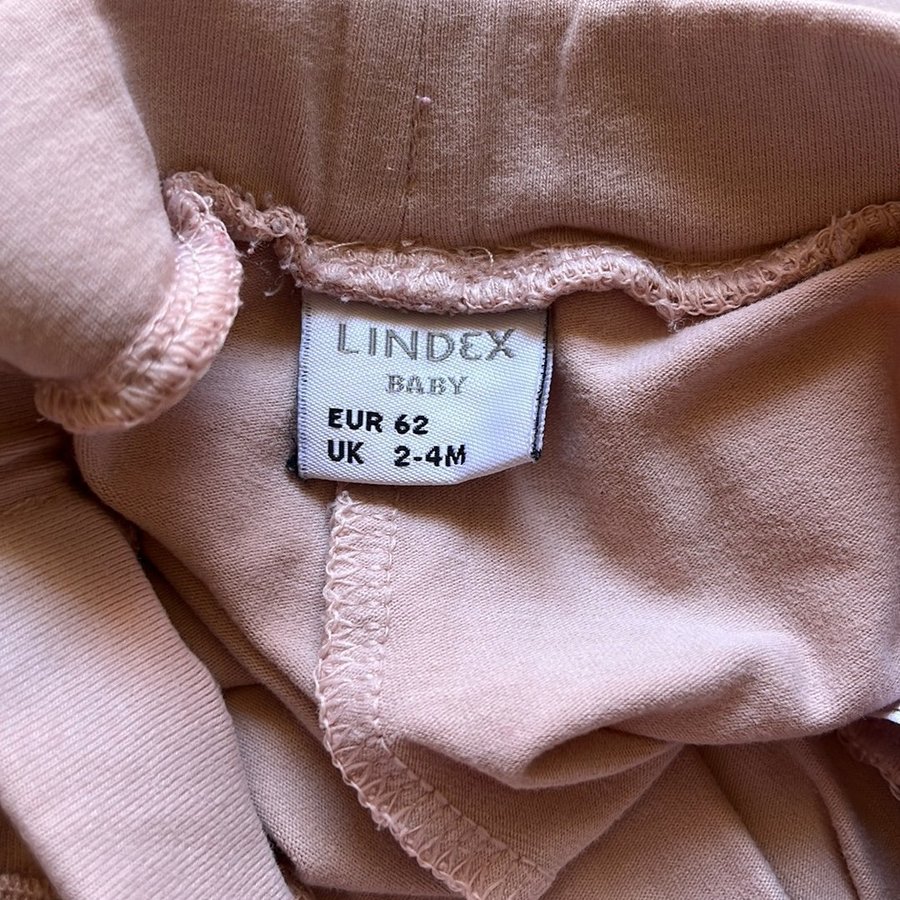 LINDEX
BABY
EUR 62
UK 2-4M